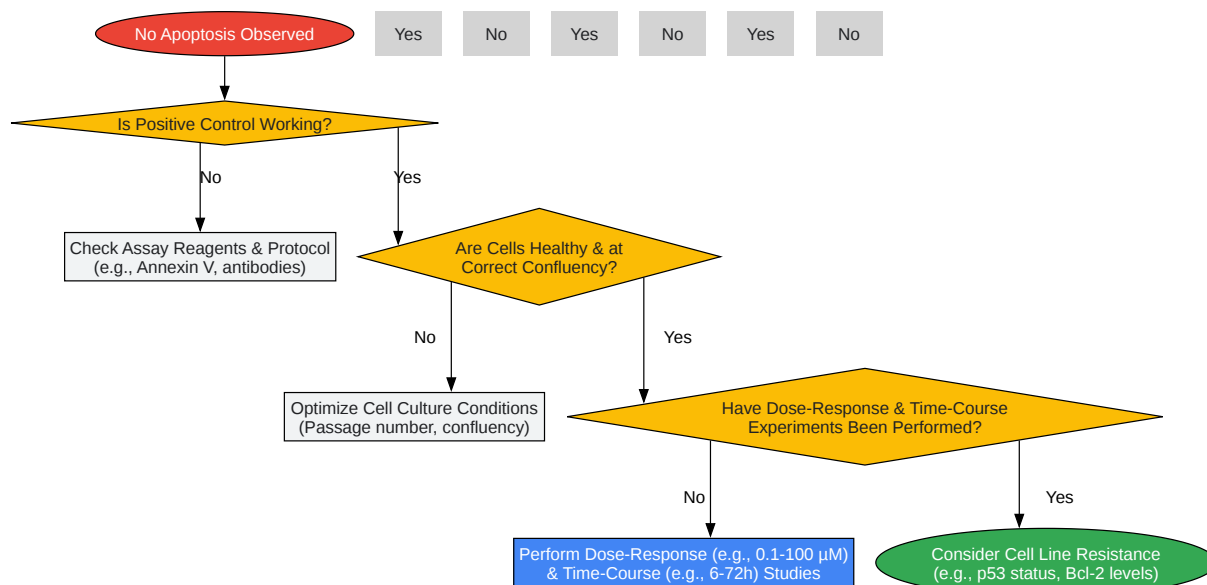 No Apoptosis Observed
Yes
No
Yes
No
Yes
No
Is Positive Control Working?
No
Yes
Check Assay Reagents & Protocol
(e.g., Annexin V, antibodies)
Are Cells Healthy & at
Correct Confluency?
No
Yes
Optimize Cell Culture Conditions
(Passage number, confluency)
Have Dose-Response & Time-Course
Experiments Been Performed?
No
Yes
Perform Dose-Response (e.g., 0.1-100 µM)
& Time-Course (e.g., 6-72h) Studies
Consider Cell Line Resistance
(e.g., p53 status, Bcl-2 levels)